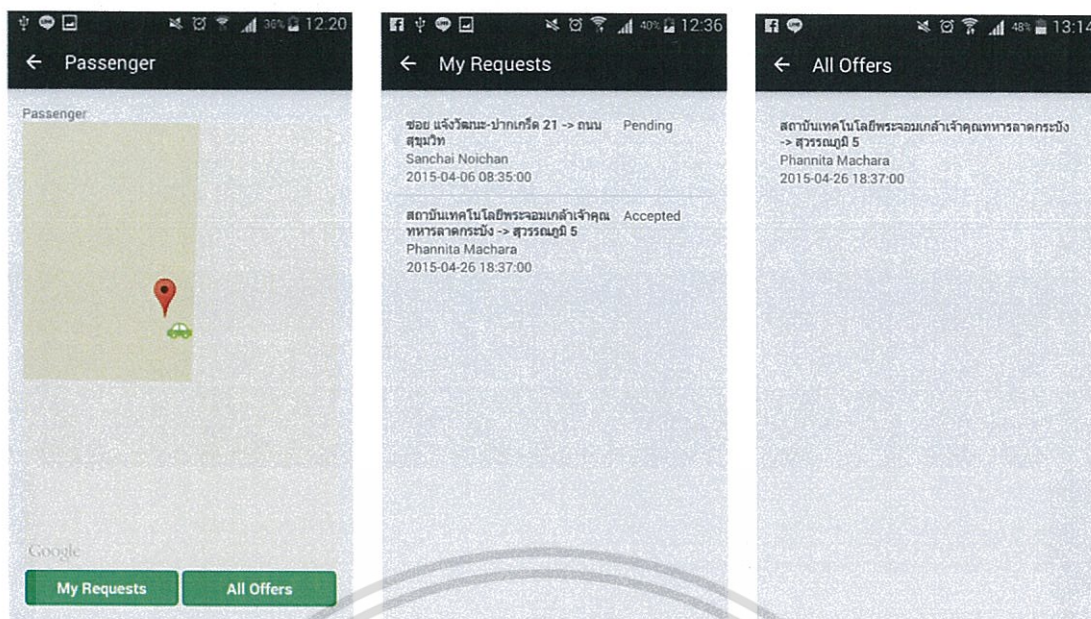 36% 12:20
Passenger
Passenger
Google
My Requests
All Offers
40% 12:36
My Requests
ซอย แจ้งวัฒนะ-ปากเกร็ด 21 -> ถนน Pending
สุขุมวิท
Sanchai Noichan
2015-04-06 08:35:00
สถาบันเทคโนโลยีพระจอมเกล้าเจ้าคุณ Accepted
ทหารลาดกระบัง -> สุวรรณภูมิ 5
Phannita Machara
2015-04-26 18:37:00
48% 13:14
All Offers
สถาบันเทคโนโลยีพระจอมเกล้าเจ้าคุณทหารลาดกระบัง
-> สุวรรณภูมิ 5
Phannita Machara
2015-04-26 18:37:00